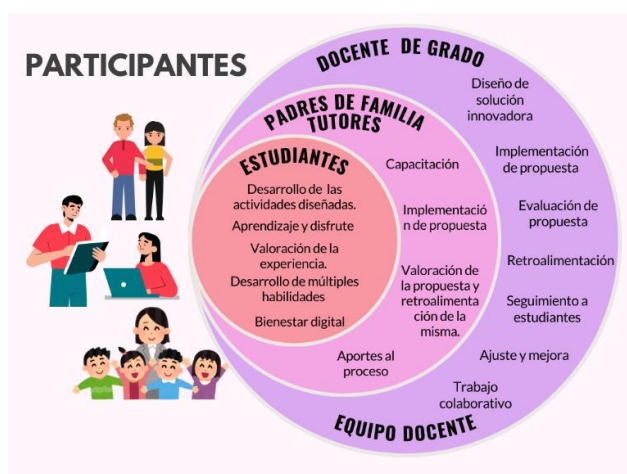 PARTICIPANTES
DOCENTE DE GRADO
Diseño de
solución
innovadora
Implementación
de propuesta
Evaluación de
propuesta
Retroalimentación
Seguimiento a
estudiantes
Ajuste y mejora
Trabajo
colaborativo
EQUIPO DOCENTE
PADRES DE FAMILIA
TUTORES
Capacitación
Implementació
n de propuesta
Valoración de
la propuesta y
retroalimenta
ción de la
misma.
Aportes al
proceso
ESTUDIANTES
Desarrollo de las
actividades diseñadas.
Aprendizaje y disfrute
Valoración de la
experiencia.
Desarrollo de múltiples
habilidades
Bienestar digital